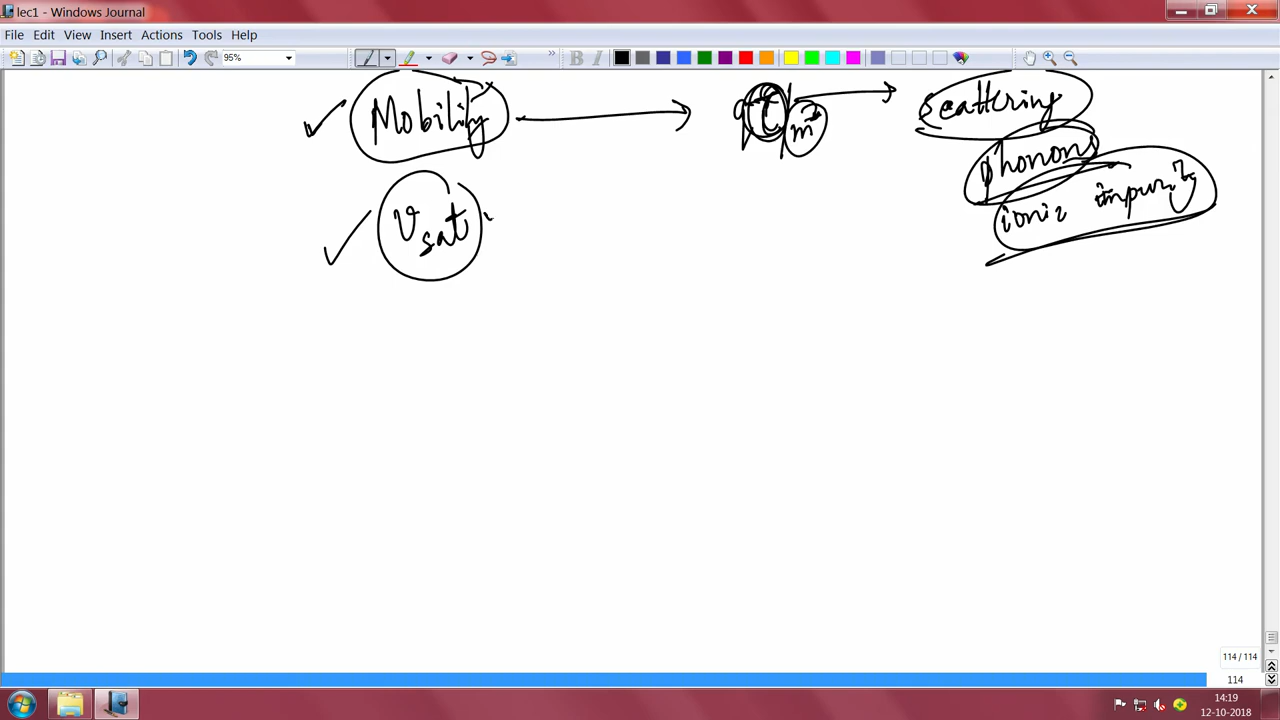 lec1 - Windows Journal
File Edit View Insert Actions Tools Help
95%
Mobility → qτ/m* → scattering
phonons
ioniz impurity
Vsat
114 / 114
114
14:19
12-10-2018